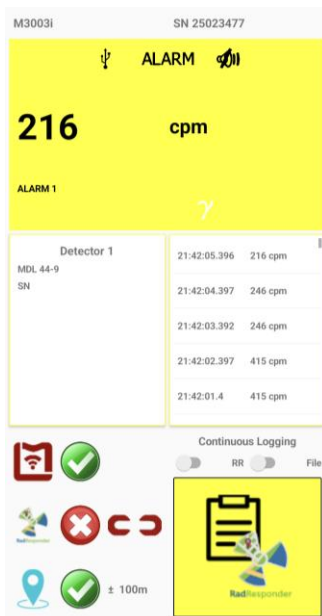 M3003i SN 25023477
ALARM
216 cpm
ALARM 1
γ
Detector 1
MDL 44-9
SN
21:42:05.396 216 cpm
21:42:04.397 246 cpm
21:42:03.392 246 cpm
21:42:02.397 415 cpm
21:42:01.4 415 cpm
Continuous Logging
RR File
RadResponder
± 100m
RadResponder